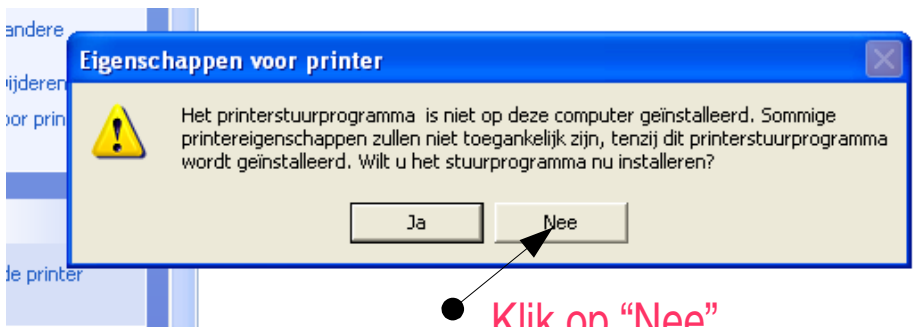 andere
Eigenschappen voor printer
ijderen
oor prin
Het printerstuurprogramma is niet op deze computer geïnstalleerd. Sommige
printereigenschappen zullen niet toegankelijk zijn, tenzij dit printerstuurprogramma
wordt geïnstalleerd. Wilt u het stuurprogramma nu installeren?
Ja Nee
de printer
Klik op “Nee”